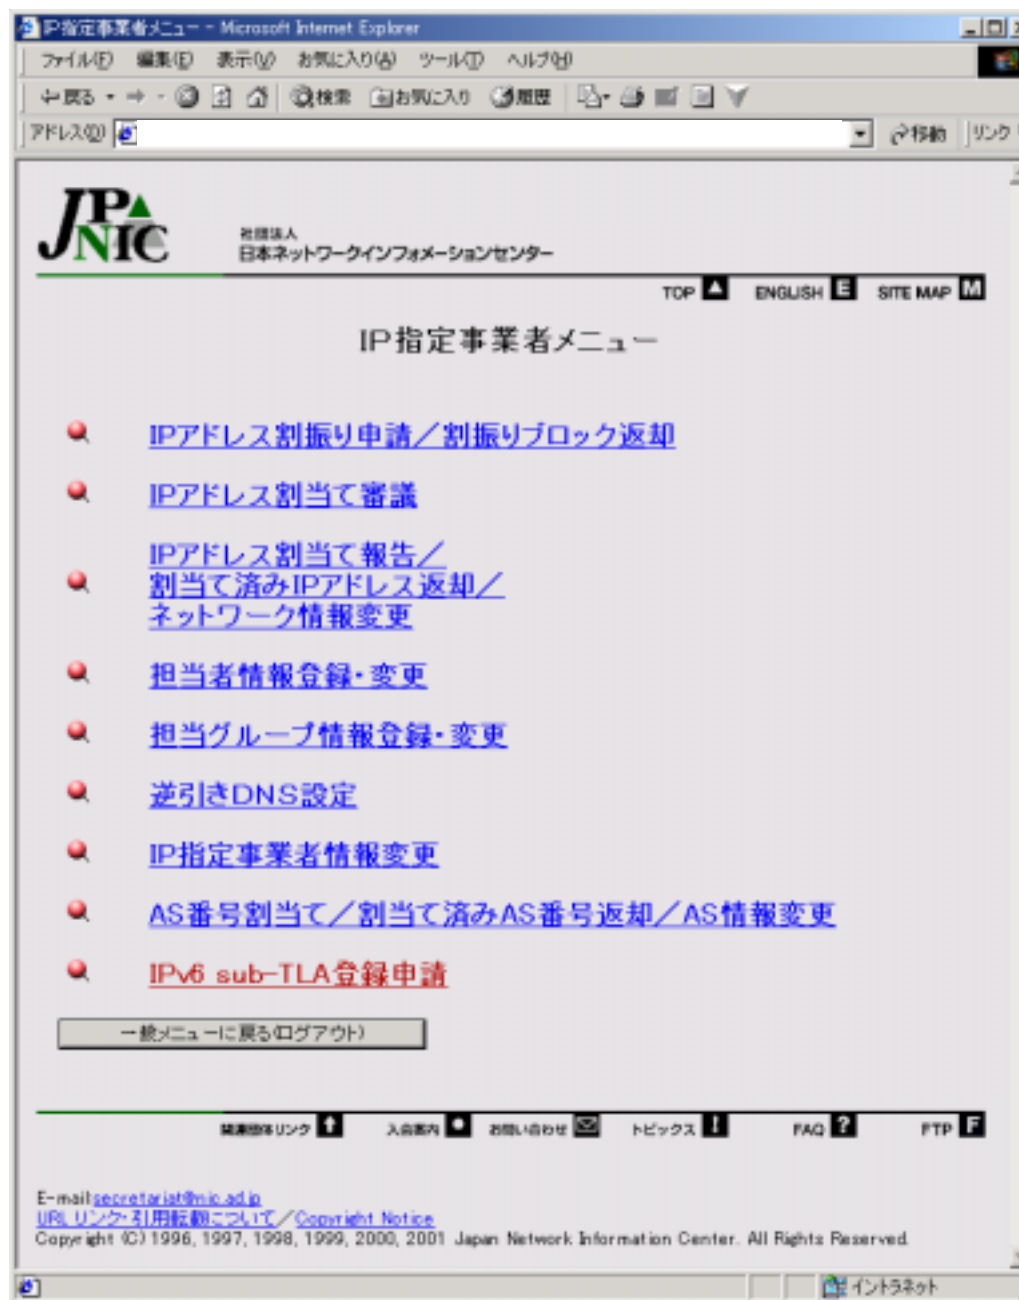 IP指定事業者メニュー - Microsoft Internet Explorer
ファイル(F) 編集(E) 表示(V) お気に入り(A) ツール(T) ヘルプ(H)
戻る 検索 お気に入り 履歴
アドレス(D) 移動 リンク
JPNIC
社団法人
日本ネットワークインフォメーションセンター
TOP ENGLISH E SITE MAP M
IP指定事業者メニュー
IPアドレス割振り申請／割振りブロック返却
IPアドレス割当て審議
IPアドレス割当て報告／
割当て済みIPアドレス返却／
ネットワーク情報変更
担当者情報登録・変更
担当グループ情報登録・変更
逆引きDNS設定
IP指定事業者情報変更
AS番号割当て／割当て済みAS番号返却／AS情報変更
IPv6 sub-TLA登録申請
一般メニューに戻る(ログアウト)
関連団体リンク 入会案内 お問い合わせ トピックス FAQ ? FTP F
E-mail:secretariat@nic.ad.jp
URL リンク・引用転載について／Copyright Notice
Copyright (C) 1996, 1997, 1998, 1999, 2000, 2001 Japan Network Information Center. All Rights Reserved.
イントラネット